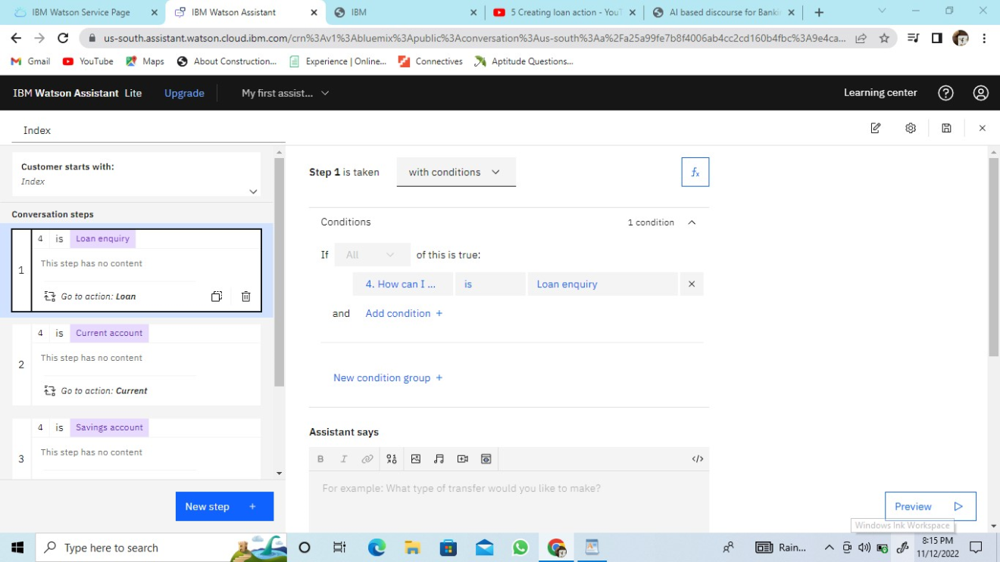 IBM Watson Service Page
IBM Watson Assistant
IBM
5 Creating loan action - YouT
AI based discourse for Bankin
us-south.assistant.watson.cloud.ibm.com/crn%3Av1%3Abluemix%3Apublic%3Aconversation%3Aus-south%3Aa%2Fa25a99fe7b8f4006ab4cc2cd160b4fbc%3A9e4ca...
Gmail
YouTube
Maps
About Construction...
Experience | Online...
Connectives
Aptitude Questions...
IBM Watson Assistant Lite
Upgrade
My first assist...
Learning center
Index
Customer starts with:
Index
Conversation steps
1
4 is Loan enquiry
This step has no content
Go to action: Loan
2
4 is Current account
This step has no content
Go to action: Current
3
4 is Savings account
This step has no content
New step +
Step 1 is taken
with conditions
fx
Conditions
1 condition
If All of this is true:
4. How can I ... is Loan enquiry
and Add condition +
New condition group +
Assistant says
B I
</>
For example: What type of transfer would you like to make?
Preview
Windows Ink Workspace
Type here to search
Rain...
8:15 PM
11/12/2022